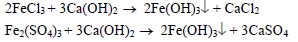 2FeCl3 + 3Ca(OH)2 → 2Fe(OH)3↓ + CaCl2
Fe2(SO4)3 + 3Ca(OH)2 → 2Fe(OH)3↓ + 3CaSO4